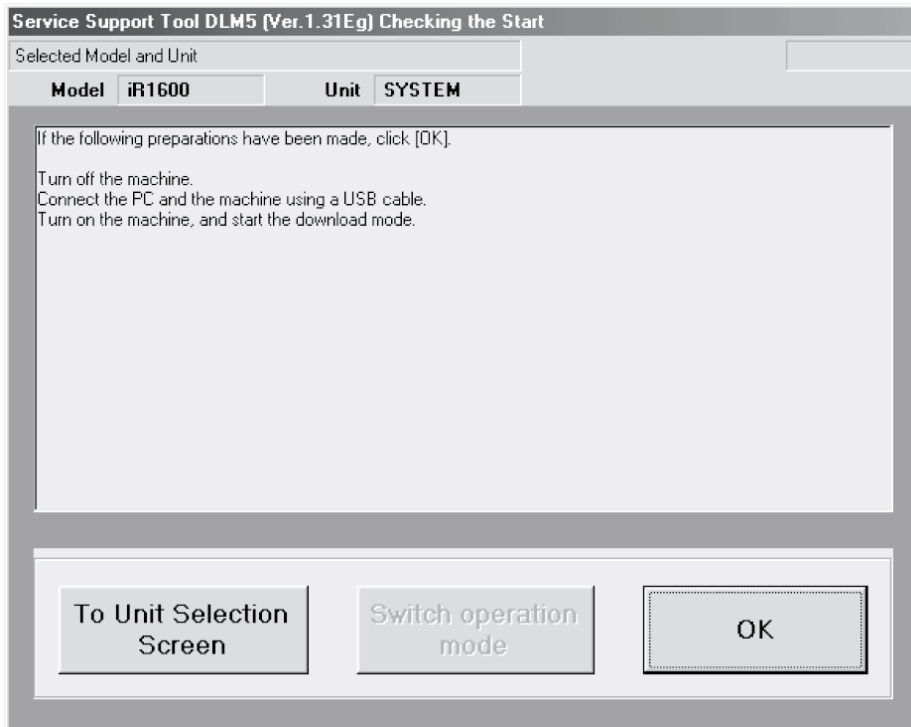 Service Support Tool DLM5 (Ver.1.31Eg) Checking the Start
Selected Model and Unit
Model iR1600 Unit SYSTEM
If the following preparations have been made, click [OK].
Turn off the machine.
Connect the PC and the machine using a USB cable.
Turn on the machine, and start the download mode.
To Unit Selection
Screen
Switch operation
mode
OK